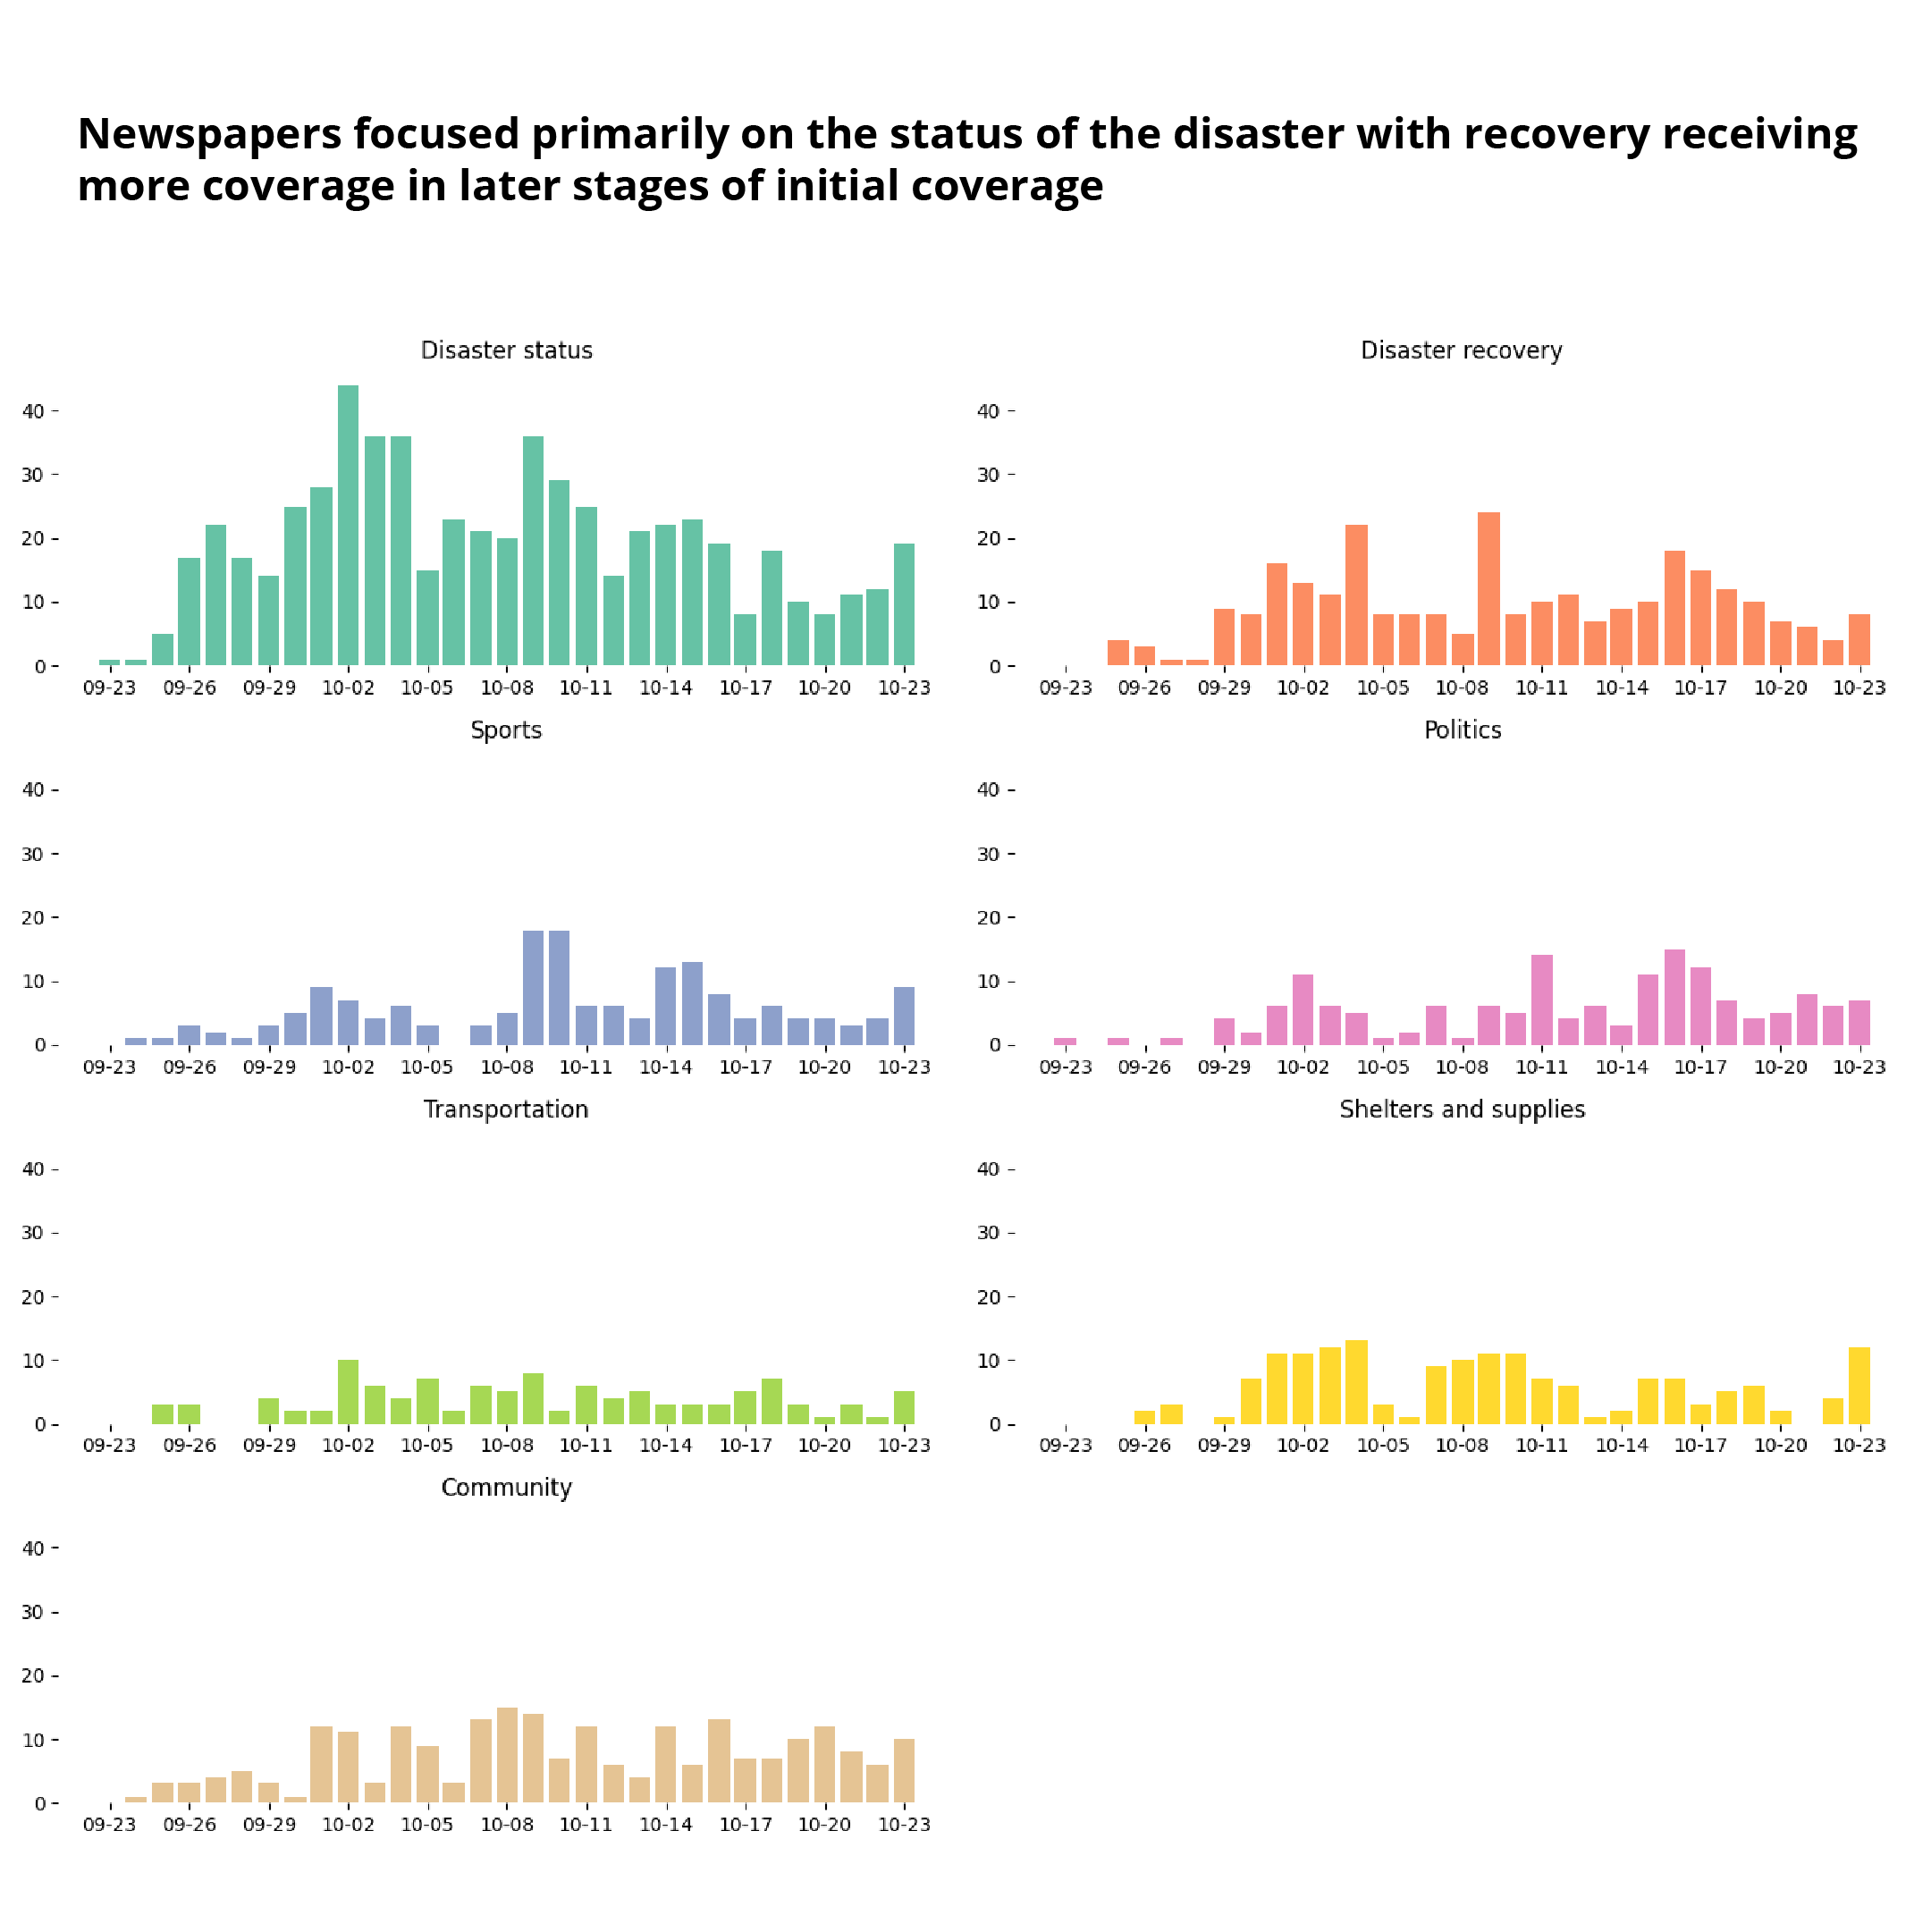 Newspapers focused primarily on the status of the disaster with recovery receiving
more coverage in later stages of initial coverage
Disaster status
40
30
20
10
0
09-23 09-26 09-29 10-02 10-05 10-08 10-11 10-14 10-17 10-20 10-23
Disaster recovery
40
30
20
10
0
09-23 09-26 09-29 10-02 10-05 10-08 10-11 10-14 10-17 10-20 10-23
Sports
40
30
20
10
0
09-23 09-26 09-29 10-02 10-05 10-08 10-11 10-14 10-17 10-20 10-23
Politics
40
30
20
10
0
09-23 09-26 09-29 10-02 10-05 10-08 10-11 10-14 10-17 10-20 10-23
Transportation
40
30
20
10
0
09-23 09-26 09-29 10-02 10-05 10-08 10-11 10-14 10-17 10-20 10-23
Shelters and supplies
40
30
20
10
0
09-23 09-26 09-29 10-02 10-05 10-08 10-11 10-14 10-17 10-20 10-23
Community
40
30
20
10
0
09-23 09-26 09-29 10-02 10-05 10-08 10-11 10-14 10-17 10-20 10-23